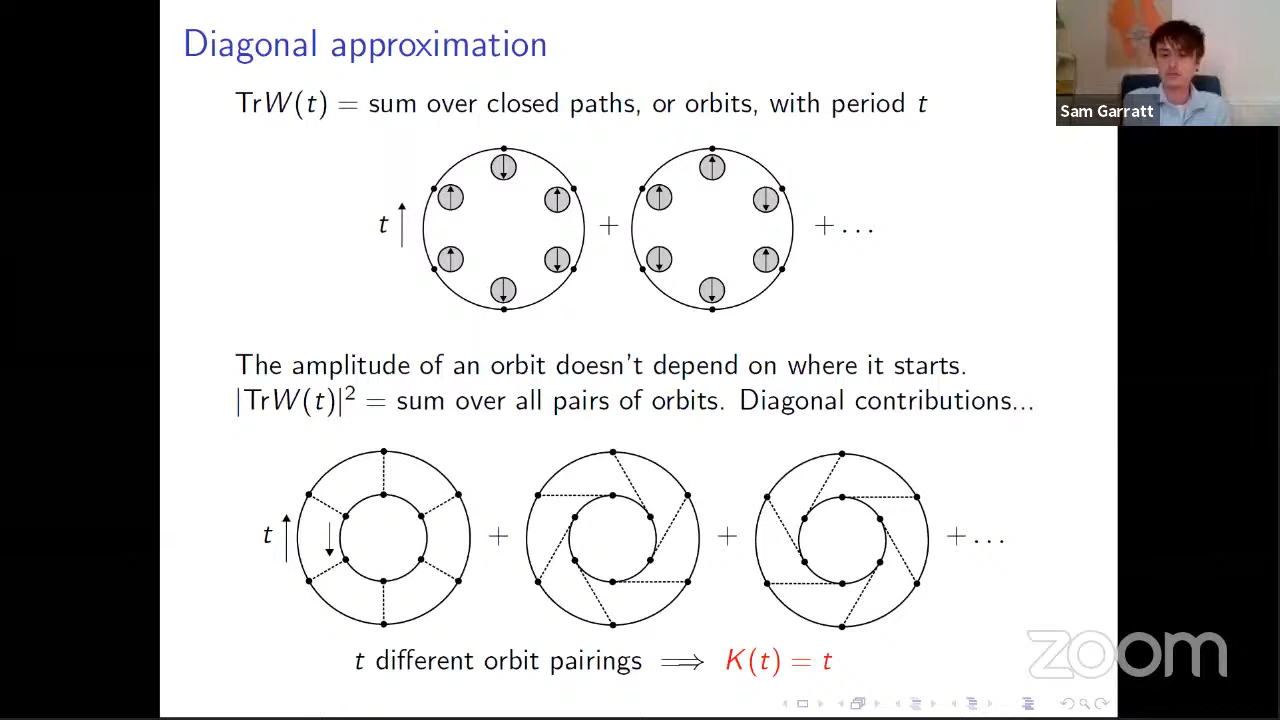 Diagonal approximation
TrW(t) = sum over closed paths, or orbits, with period t
Sam Garratt
t + + ...
The amplitude of an orbit doesn't depend on where it starts.
|TrW(t)|² = sum over all pairs of orbits. Diagonal contributions...
t + + + ...
t different orbit pairings ⟹ K(t) = t
zoom